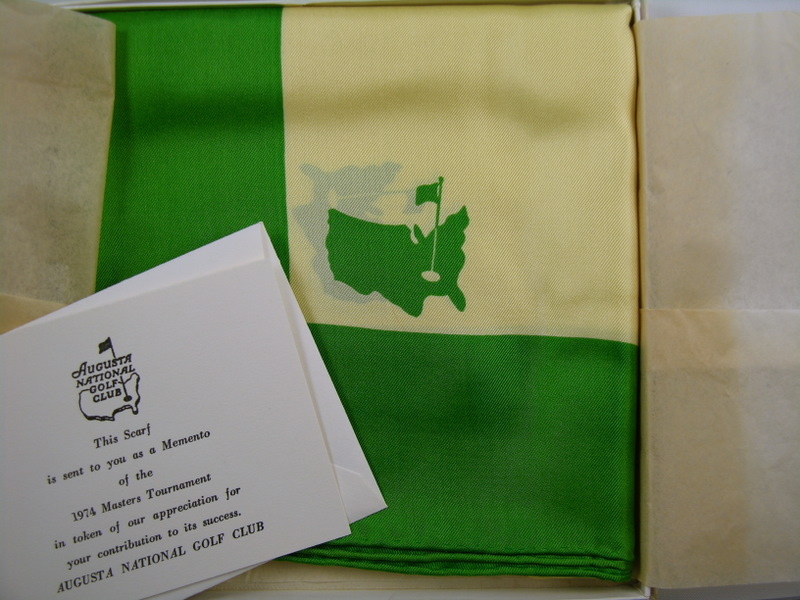 Augusta
National
Golf
Club
This Scarf
is sent to you as a Memento
of the
1974 Masters Tournament
in token of our appreciation for
your contribution to its success.
AUGUSTA NATIONAL GOLF CLUB